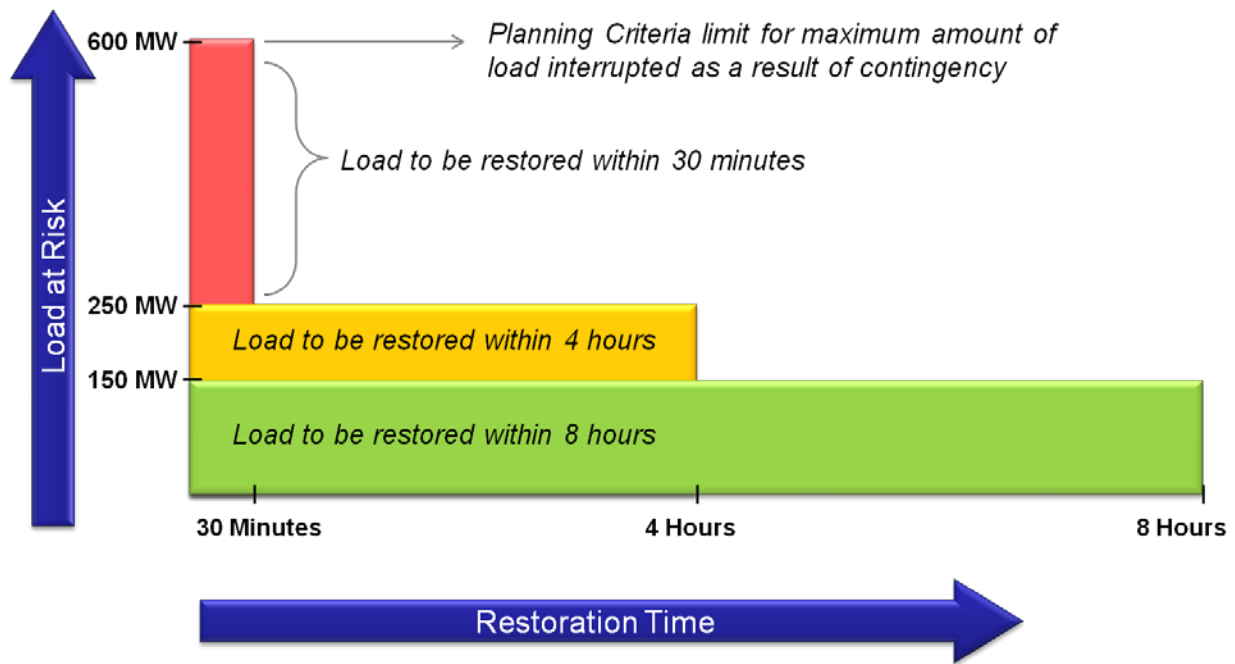 600 MW
Planning Criteria limit for maximum amount of
load interrupted as a result of contingency
Load to be restored within 30 minutes
Load at Risk
250 MW
Load to be restored within 4 hours
150 MW
Load to be restored within 8 hours
30 Minutes
4 Hours
8 Hours
Restoration Time